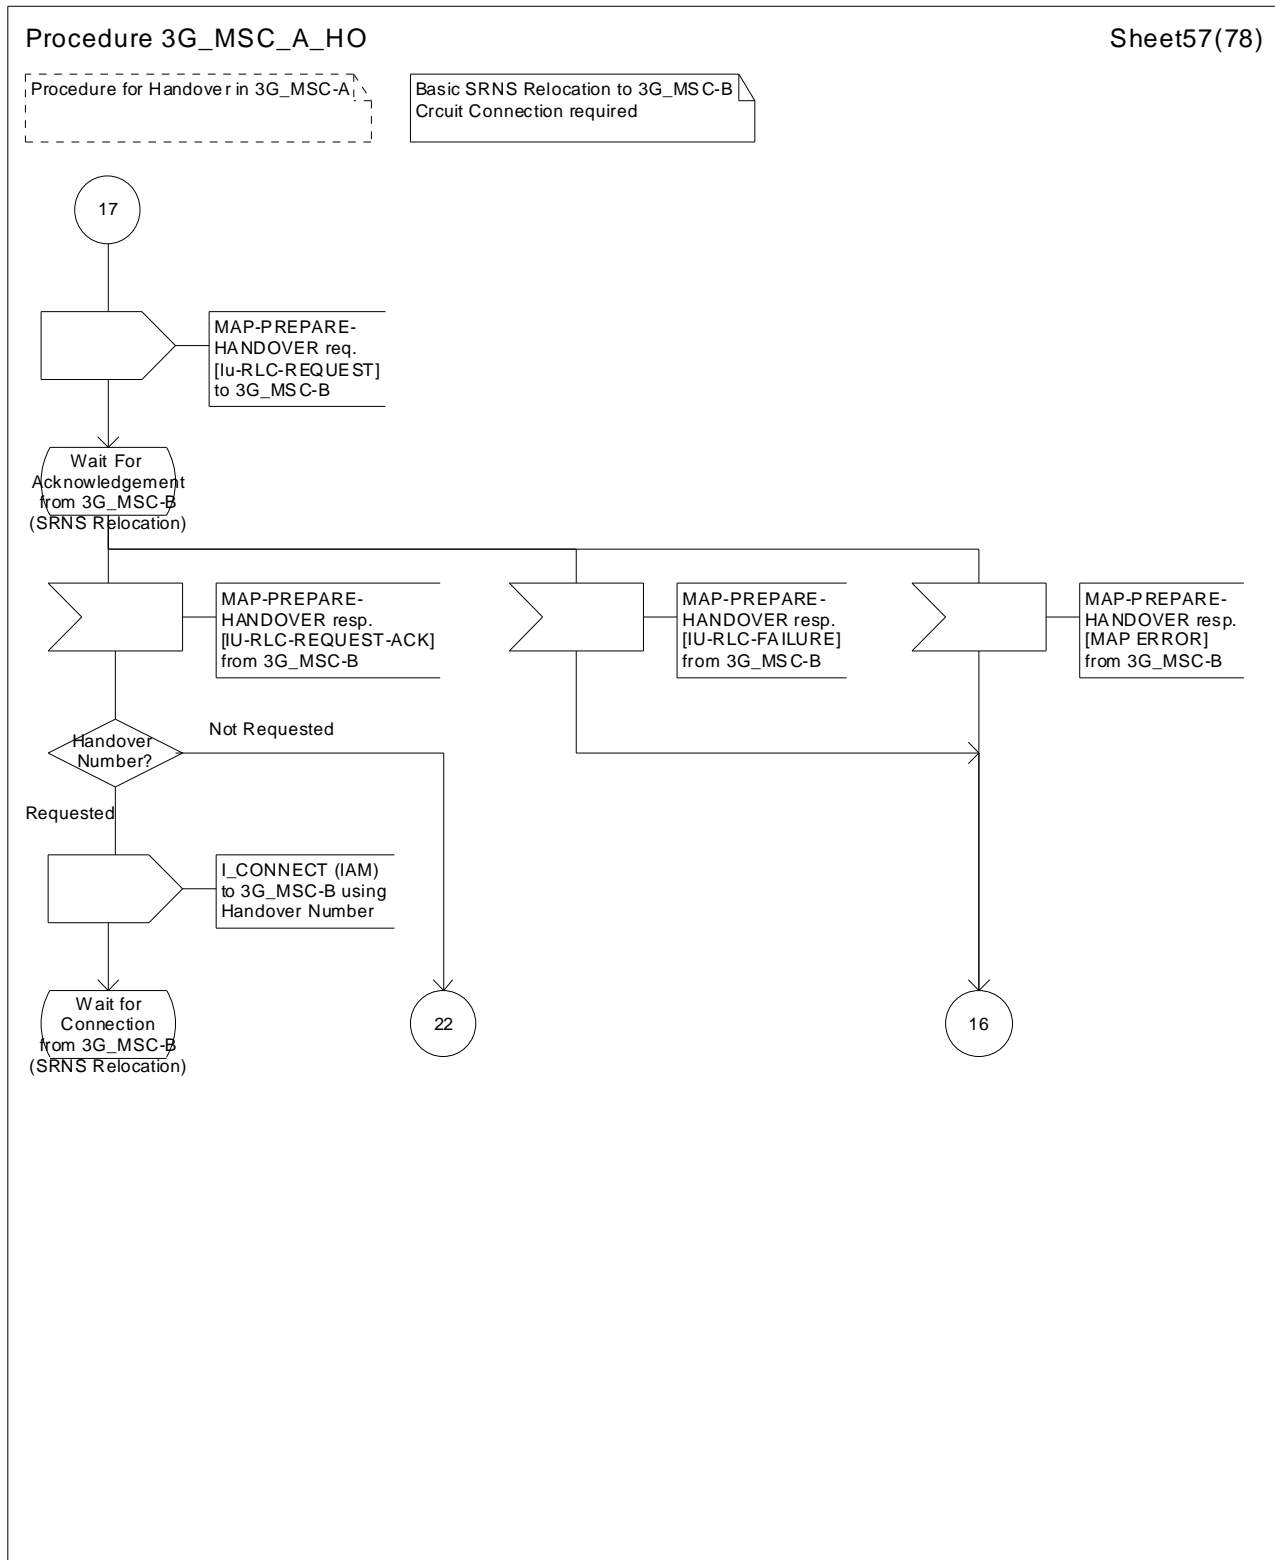 Procedure 3G_MSC_A_HO
Sheet57(78)
Procedure for Handover in 3G_MSC-A
Basic SRNS Relocation to 3G_MSC-B
Crcuit Connection required
17
MAP-PREPARE-
HANDOVER req.
[Iu-RLC-REQUEST]
to 3G_MSC-B
Wait For
Acknowledgement
from 3G_MSC-B
(SRNS Relocation)
MAP-PREPARE-
HANDOVER resp.
[IU-RLC-REQUEST-ACK]
from 3G_MSC-B
MAP-PREPARE-
HANDOVER resp.
[IU-RLC-FAILURE]
from 3G_MSC-B
MAP-PREPARE-
HANDOVER resp.
[MAP ERROR]
from 3G_MSC-B
Handover
Number?
Not Requested
Requested
I_CONNECT (IAM)
to 3G_MSC-B using
Handover Number
Wait for
Connection
from 3G_MSC-B
(SRNS Relocation)
22
16